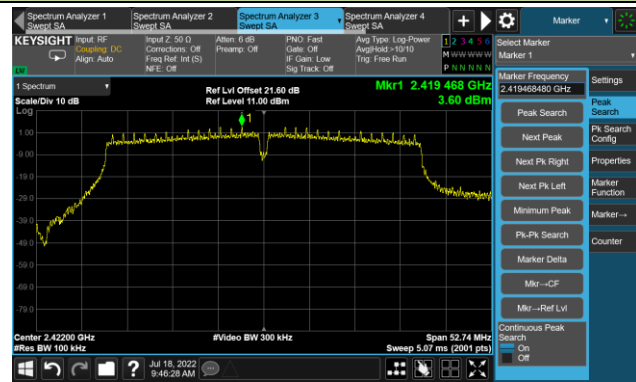 Spectrum Analyzer 1
Swept SA
Spectrum Analyzer 2
Swept SA
Spectrum Analyzer 3
Swept SA
Spectrum Analyzer 4
Swept SA
+
Marker
KEYSIGHT
Input: RF
Coupling: DC
Align: Auto
Input Z: 50 Ω
Corrections: Off
Freq Ref: Int (S)
NFE: Off
Atten: 6 dB
Preamp: Off
PNO: Fast
Gate: Off
IF Gain: Low
Sig Track: Off
Avg Type: Log-Power
Avg|Hold:>10/10
Trig: Free Run
1 2 3 4 5 6
M W W W W W
P N N N N N
LW
Select Marker
Marker 1
1 Spectrum
Scale/Div 10 dB
Log
Ref Lvl Offset 21.60 dB
Ref Level 11.00 dBm
Mkr1 2.419 468 GHz
3.60 dBm
1
1.00
-9.00
-19.0
-29.0
-39.0
-49.0
-59.0
-69.0
-79.0
Center 2.42200 GHz
#Res BW 100 kHz
#Video BW 300 kHz
Span 52.74 MHz
Sweep 5.07 ms (2001 pts)
Marker Frequency
2.419468480 GHz
Peak Search
Next Peak
Next Pk Right
Next Pk Left
Minimum Peak
Pk-Pk Search
Marker Delta
Mkr→CF
Mkr→Ref Lvl
Continuous Peak
Search
On
Off
Settings
Peak
Search
Pk Search
Config
Properties
Marker
Function
Marker→
Counter
?
Jul 18, 2022
9:46:28 AM